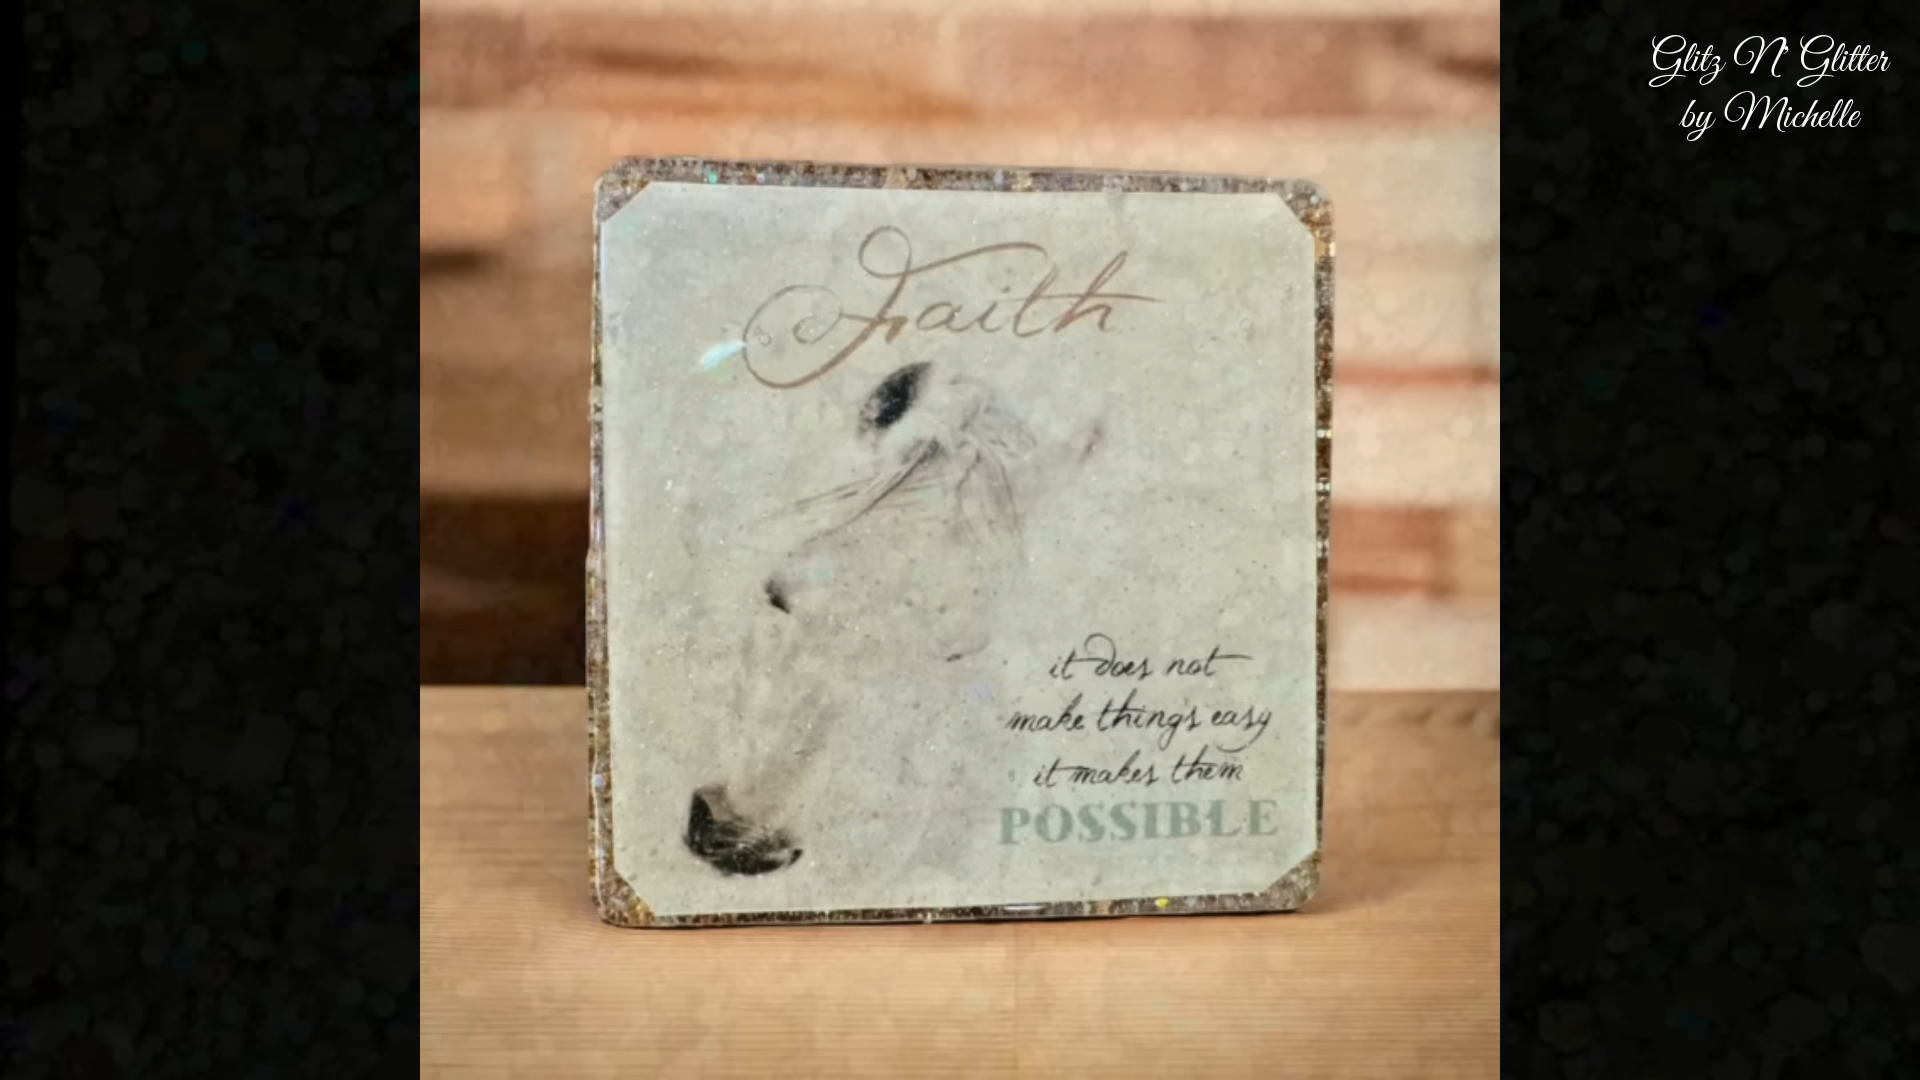 Glitz N' Glitter
by Michelle
Faith
it does not
make things easy
it makes them
POSSIBLE